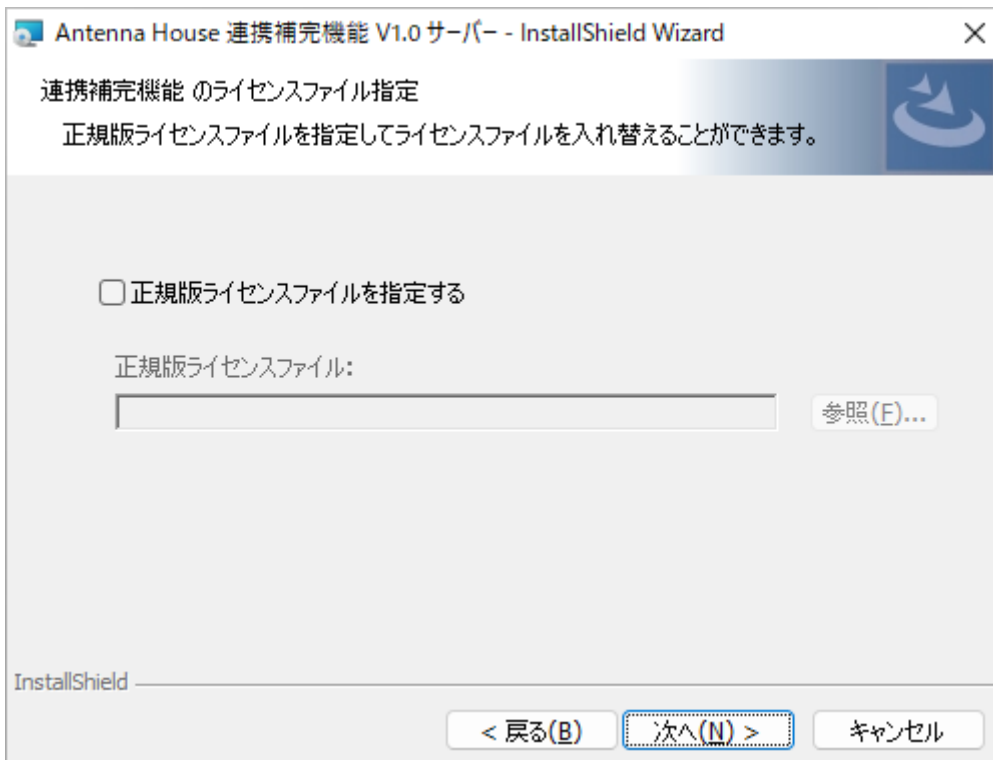 Antenna House 連携補完機能 V1.0 サーバー - InstallShield Wizard
連携補完機能 のライセンスファイル指定
正規版ライセンスファイルを指定してライセンスファイルを入れ替えることができます。
正規版ライセンスファイルを指定する
正規版ライセンスファイル:
参照(F)...
InstallShield
< 戻る(B)
次へ(N) >
キャンセル